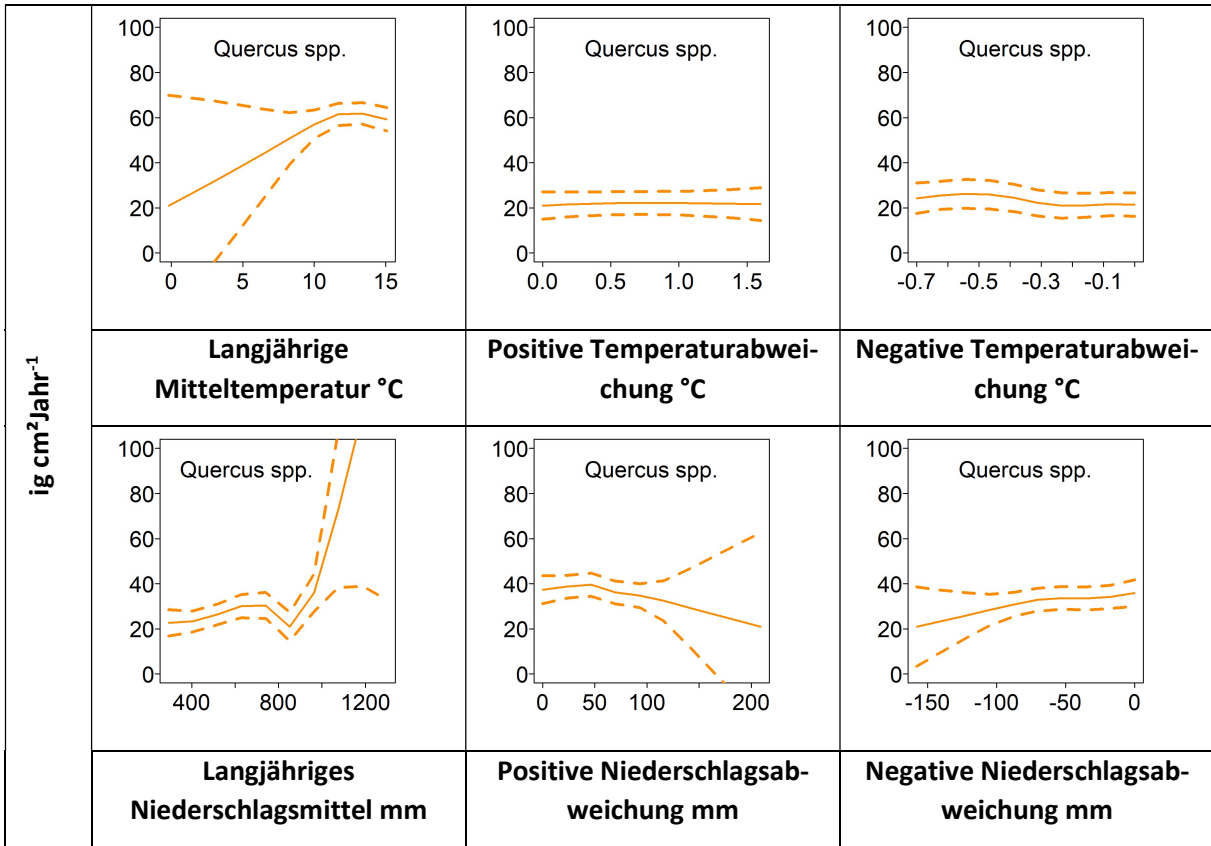 ig cm²Jahr⁻¹
100
80
60
40
20
0
Quercus spp.
0 5 10 15
100
80
60
40
20
0
Quercus spp.
0.0 0.5 1.0 1.5
100
80
60
40
20
0
Quercus spp.
-0.7 -0.5 -0.3 -0.1
Langjährige
Mitteltemperatur °C
Positive Temperaturabwei-
chung °C
Negative Temperaturabwei-
chung °C
100
80
60
40
20
0
Quercus spp.
400 800 1200
100
80
60
40
20
0
Quercus spp.
0 50 100 200
100
80
60
40
20
0
Quercus spp.
-150 -100 -50 0
Langjähriges
Niederschlagsmittel mm
Positive Niederschlagsab-
weichung mm
Negative Niederschlagsab-
weichung mm